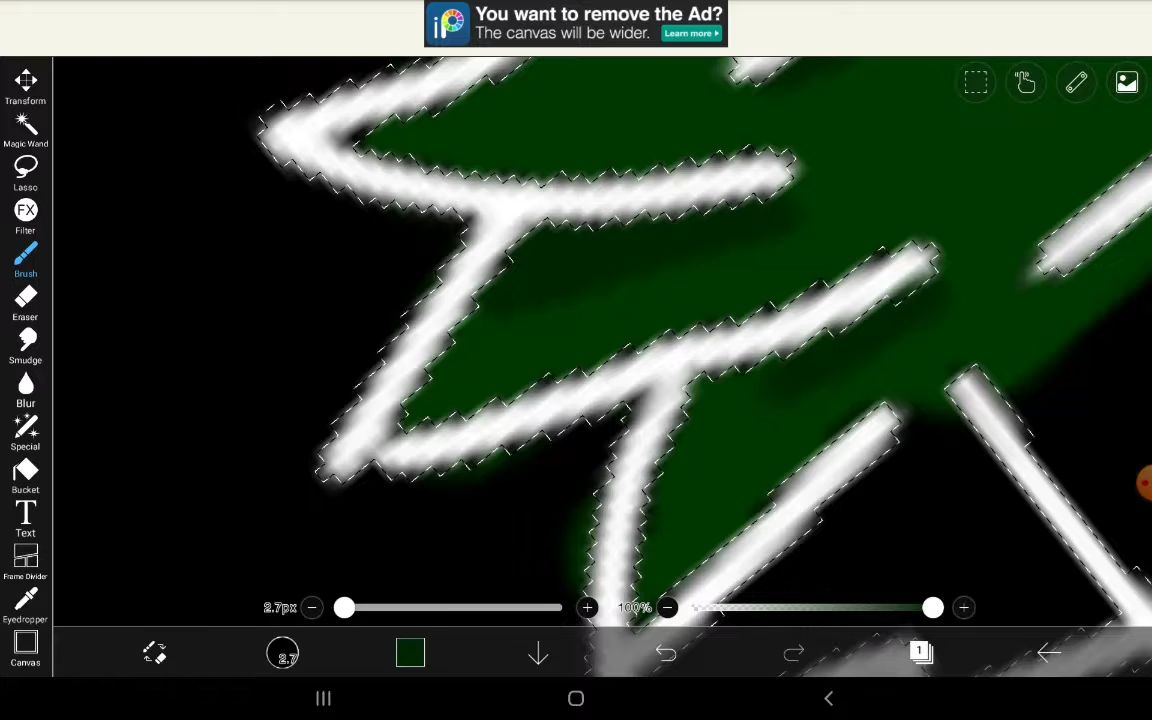 iP
You want to remove the Ad?
The canvas will be wider.
Learn more
Transform
Magic Wand
Lasso
FX
Filter
Brush
Eraser
Smudge
Blur
Special
Bucket
T
Text
Frame Divider
Eyedropper
Canvas
2.7px
100%
2.7
1